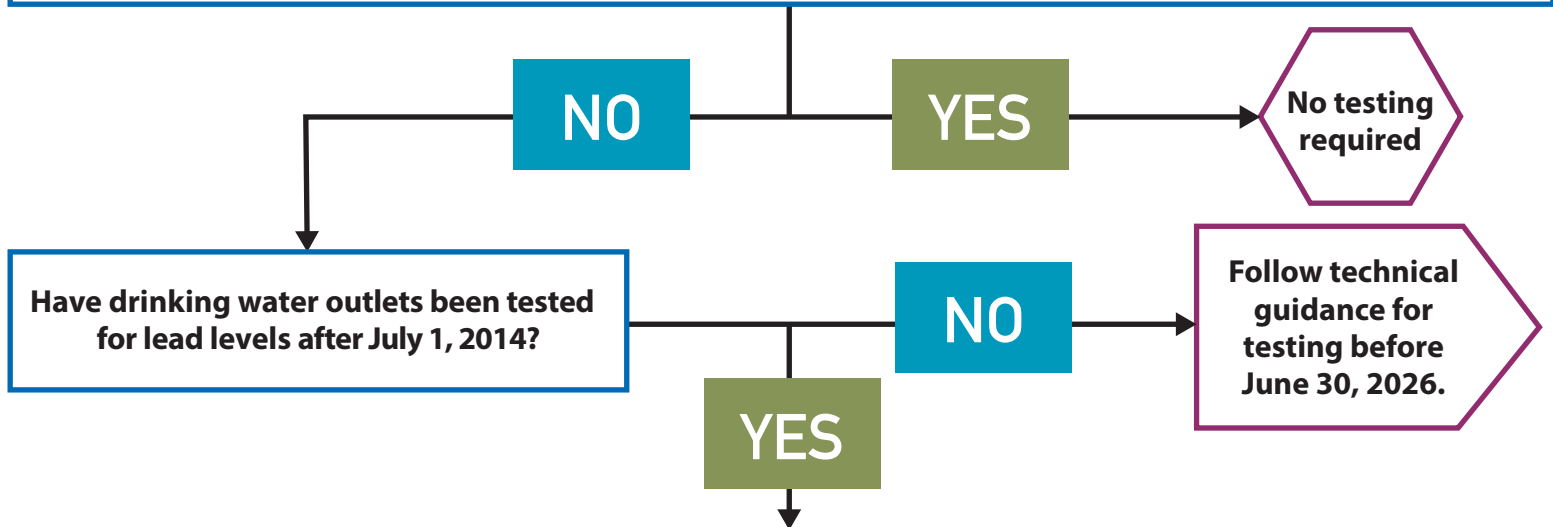 NO
YES
No testing
required
Have drinking water outlets been tested
for lead levels after July 1, 2014?
NO
Follow technical
guidance for
testing before
June 30, 2026.
YES